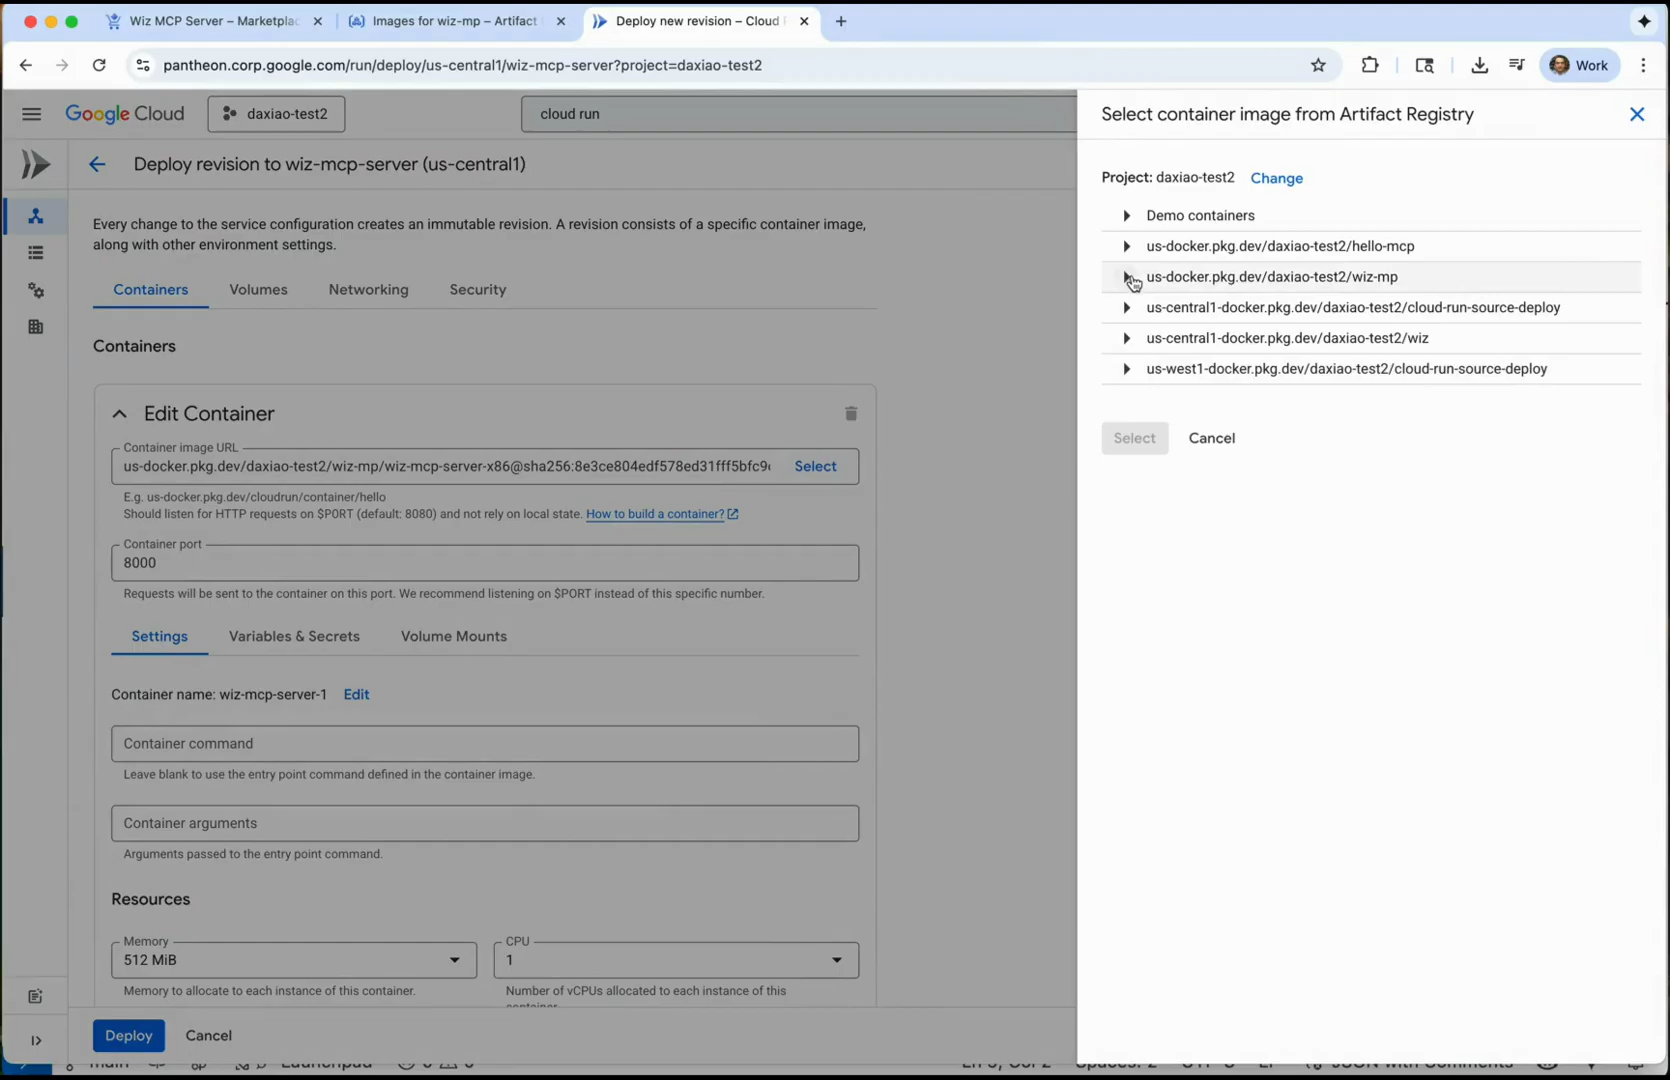 Wiz MCP Server – Marketplac
Images for wiz-mp – Artifact
Deploy new revision – Cloud
pantheon.corp.google.com/run/deploy/us-central1/wiz-mcp-server?project=daxiao-test2
Work
Google Cloud
daxiao-test2
cloud run
Deploy revision to wiz-mcp-server (us-central1)
Every change to the service configuration creates an immutable revision. A revision consists of a specific container image,
along with other environment settings.
Containers
Volumes
Networking
Security
Containers
Edit Container
Container image URL
us-docker.pkg.dev/daxiao-test2/wiz-mp/wiz-mcp-server-x86@sha256:8e3ce804edf578ed31fff5bfc9
Select
E.g. us-docker.pkg.dev/cloudrun/container/hello
Should listen for HTTP requests on $PORT (default: 8080) and not rely on local state. How to build a container?
Container port
8000
Requests will be sent to the container on this port. We recommend listening on $PORT instead of this specific number.
Settings
Variables & Secrets
Volume Mounts
Container name: wiz-mcp-server-1 Edit
Container command
Leave blank to use the entry point command defined in the container image.
Container arguments
Arguments passed to the entry point command.
Resources
Memory
512 MiB
Memory to allocate to each instance of this container.
CPU
1
Number of vCPUs allocated to each instance of this
Deploy
Cancel
Select container image from Artifact Registry
Project: daxiao-test2 Change
Demo containers
us-docker.pkg.dev/daxiao-test2/hello-mcp
us-docker.pkg.dev/daxiao-test2/wiz-mp
us-central1-docker.pkg.dev/daxiao-test2/cloud-run-source-deploy
us-central1-docker.pkg.dev/daxiao-test2/wiz
us-west1-docker.pkg.dev/daxiao-test2/cloud-run-source-deploy
Select
Cancel